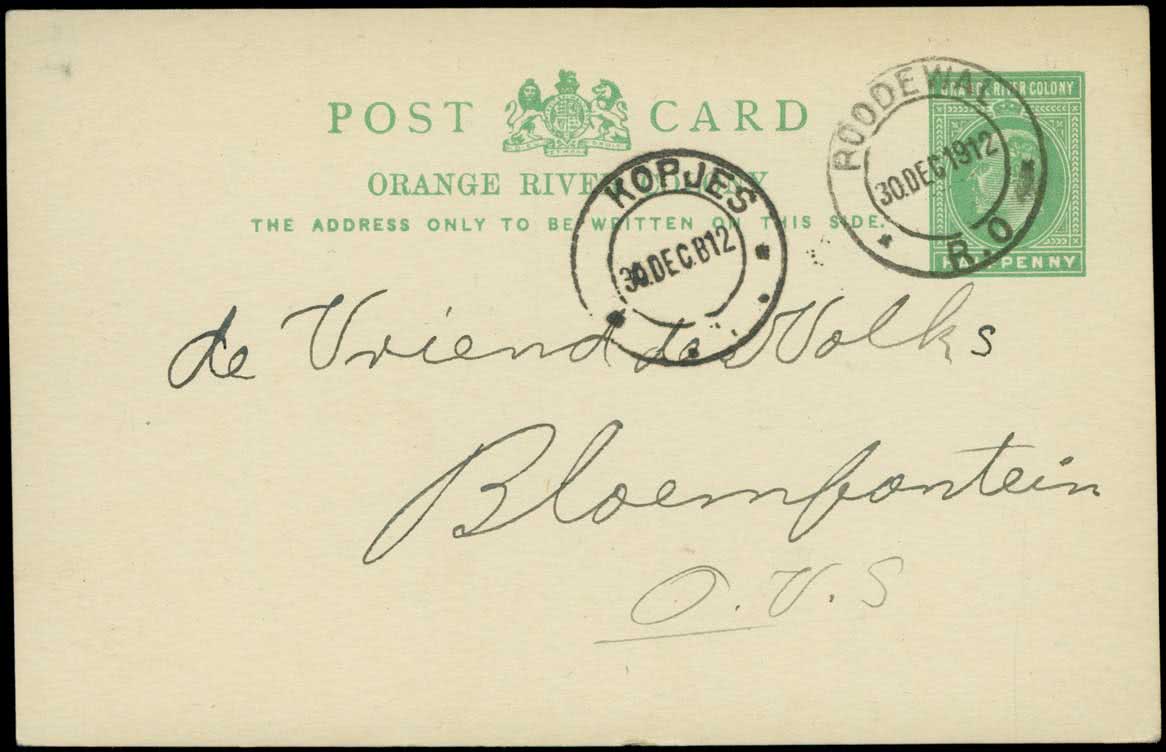 POST CARD
ORANGE RIVER COLONY
THE ADDRESS ONLY TO BE WRITTEN ON THIS SIDE.
ORANGE RIVER COLONY
HALFPENNY
ROODEWAL
30.DEC 1912
R.O
KOPJES
30.DEC.B12
de Vriend des Volks
Bloemfontein
O.V.S